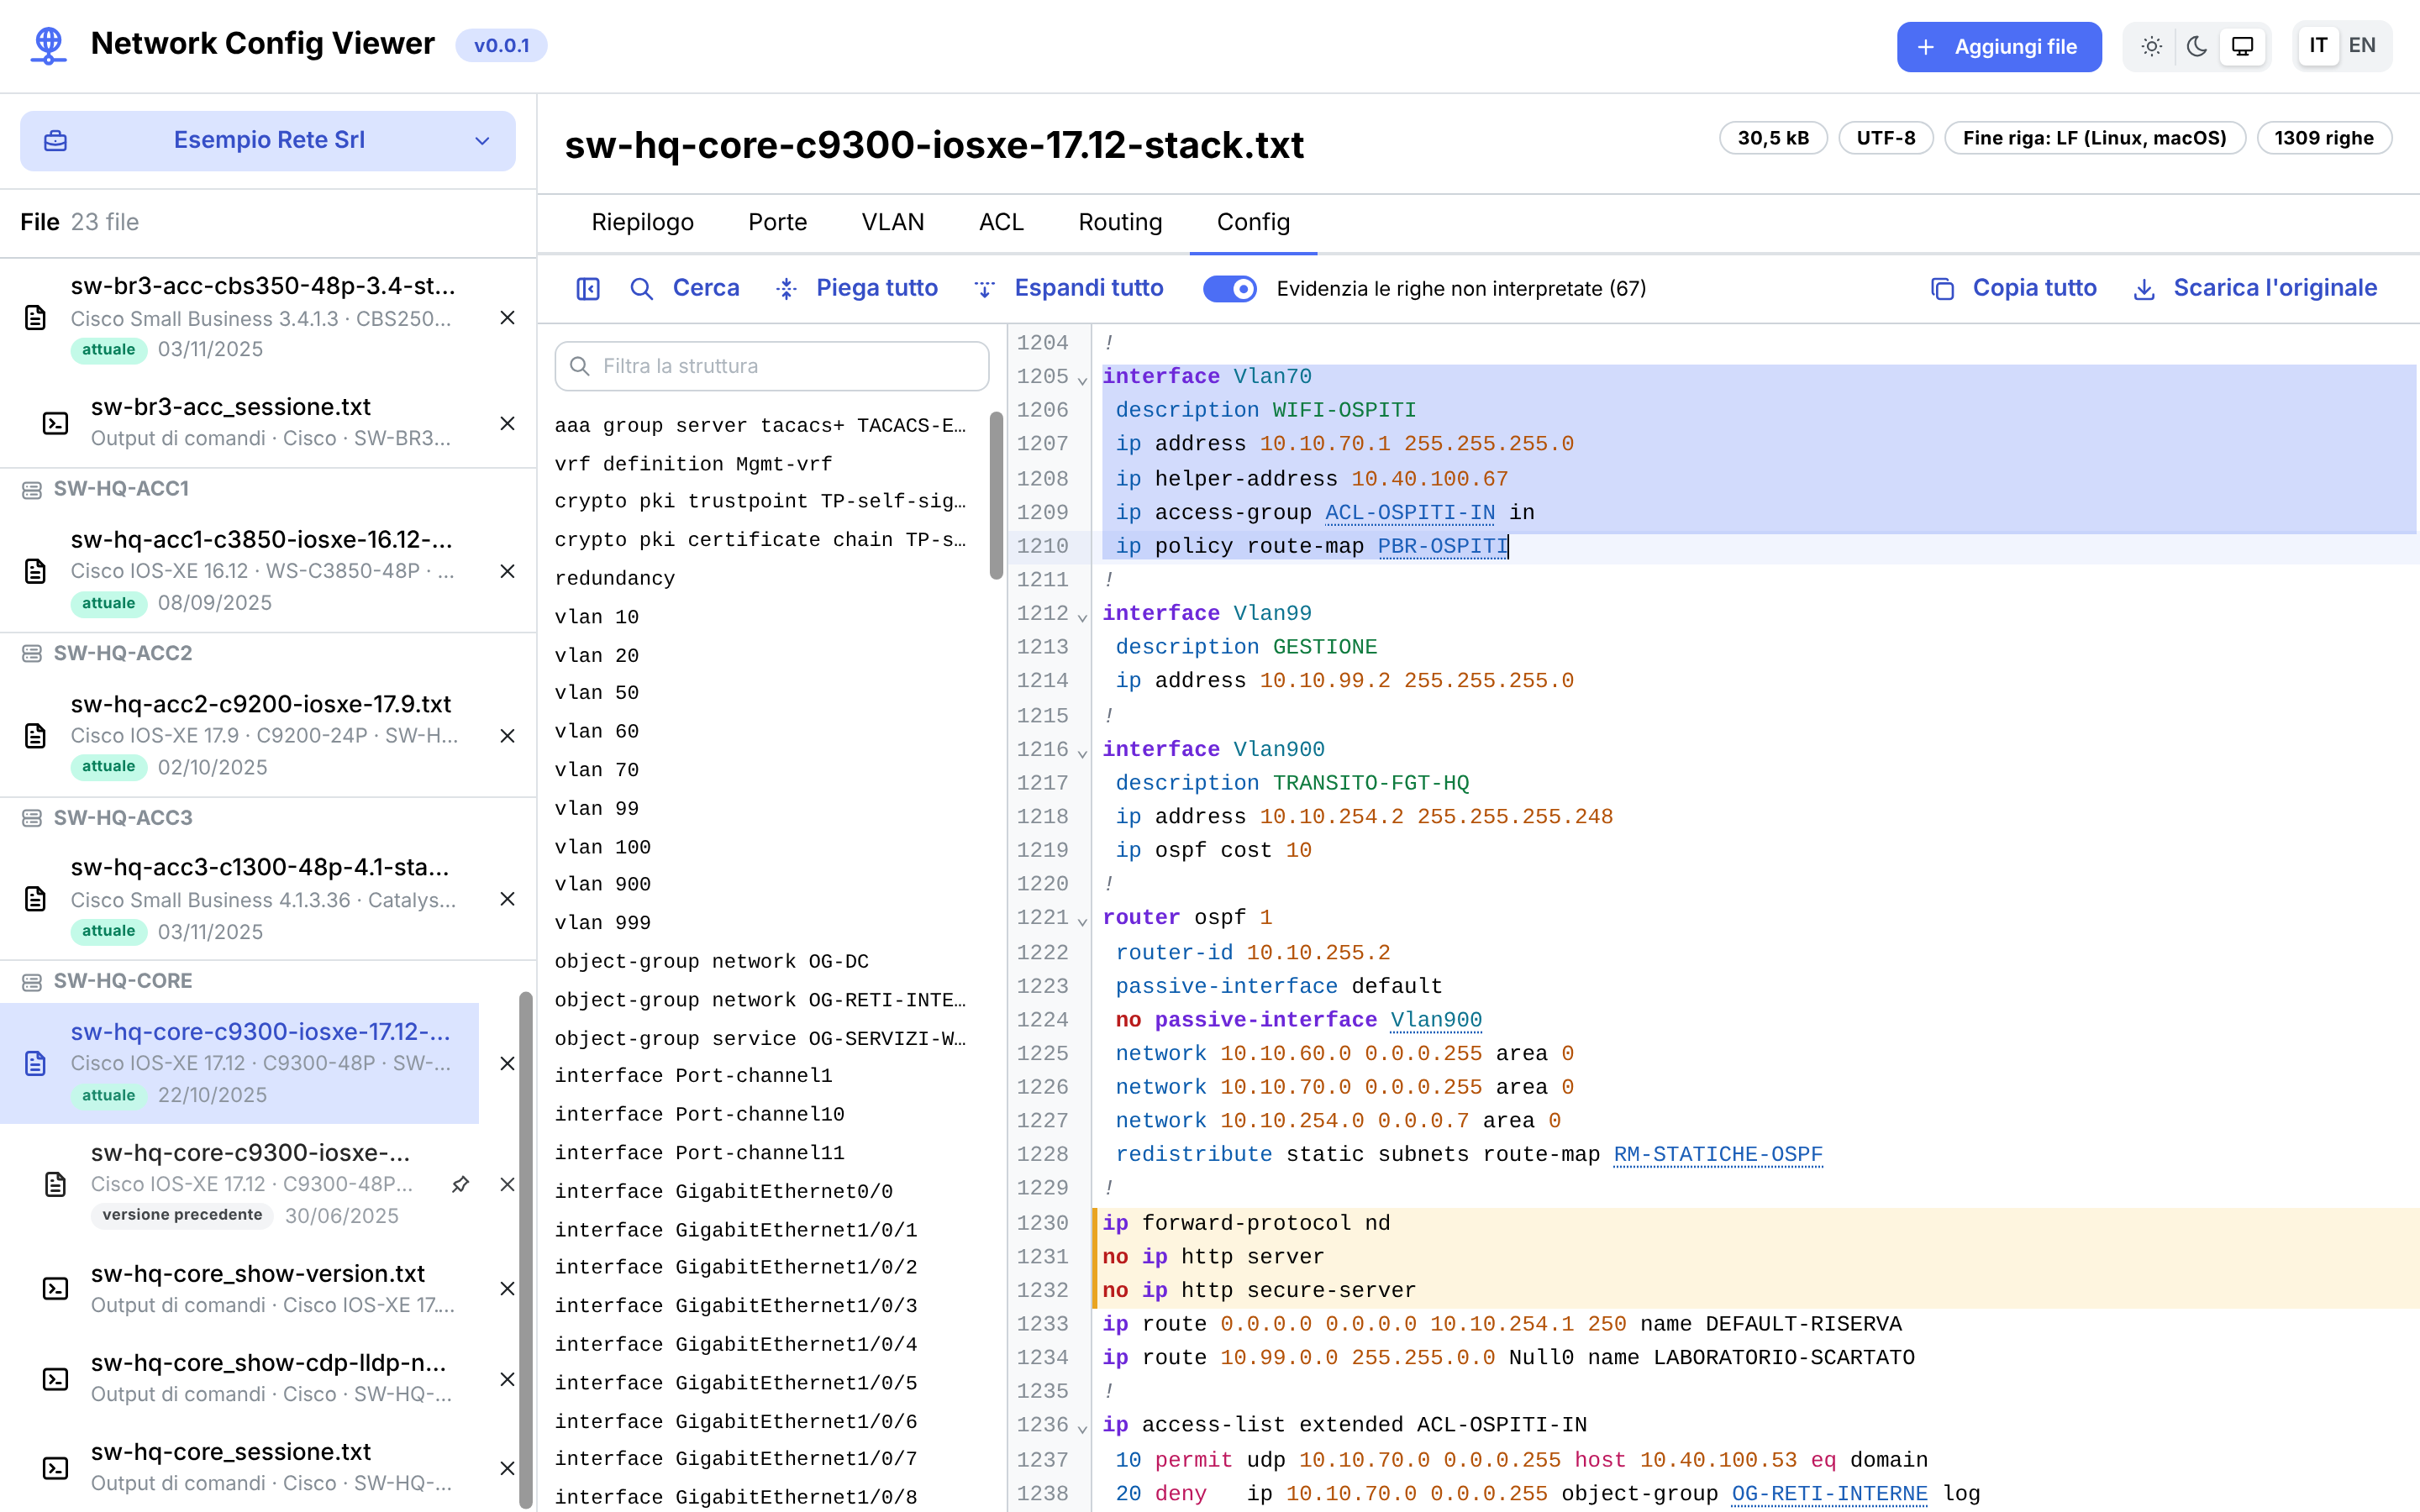 Network Config Viewer
v0.0.1
Aggiungi file
IT
EN
Esempio Rete Srl
File 23 file
sw-br3-acc-cbs350-48p-3.4-st...
Cisco Small Business 3.4.1.3 · CBS250...
attuale 03/11/2025
sw-br3-acc_sessione.txt
Output di comandi · Cisco · SW-BR3...
SW-HQ-ACC1
sw-hq-acc1-c3850-iosxe-16.12-...
Cisco IOS-XE 16.12 · WS-C3850-48P · ...
attuale 08/09/2025
SW-HQ-ACC2
sw-hq-acc2-c9200-iosxe-17.9.txt
Cisco IOS-XE 17.9 · C9200-24P · SW-H...
attuale 02/10/2025
SW-HQ-ACC3
sw-hq-acc3-c1300-48p-4.1-sta...
Cisco Small Business 4.1.3.36 · Catalys...
attuale 03/11/2025
SW-HQ-CORE
sw-hq-core-c9300-iosxe-17.12-...
Cisco IOS-XE 17.12 · C9300-48P · SW-...
attuale 22/10/2025
sw-hq-core-c9300-iosxe-...
Cisco IOS-XE 17.12 · C9300-48P...
versione precedente 30/06/2025
sw-hq-core_show-version.txt
Output di comandi · Cisco IOS-XE 17....
sw-hq-core_show-cdp-lldp-n...
Output di comandi · Cisco · SW-HQ-...
sw-hq-core_sessione.txt
Output di comandi · Cisco · SW-HQ-...
sw-hq-core-c9300-iosxe-17.12-stack.txt
30,5 kB
UTF-8
Fine riga: LF (Linux, macOS)
1309 righe
Riepilogo
Porte
VLAN
ACL
Routing
Config
Cerca
Piega tutto
Espandi tutto
Evidenzia le righe non interpretate (67)
Copia tutto
Scarica l'originale
Filtra la struttura
aaa group server tacacs+ TACACS-E…
vrf definition Mgmt-vrf
crypto pki trustpoint TP-self-sig…
crypto pki certificate chain TP-s…
redundancy
vlan 10
vlan 20
vlan 50
vlan 60
vlan 70
vlan 99
vlan 100
vlan 900
vlan 999
object-group network OG-DC
object-group network OG-RETI-INTE…
object-group service OG-SERVIZI-W…
interface Port-channel1
interface Port-channel10
interface Port-channel11
interface GigabitEthernet0/0
interface GigabitEthernet1/0/1
interface GigabitEthernet1/0/2
interface GigabitEthernet1/0/3
interface GigabitEthernet1/0/4
interface GigabitEthernet1/0/5
interface GigabitEthernet1/0/6
interface GigabitEthernet1/0/7
interface GigabitEthernet1/0/8
1204 !
1205 interface Vlan70
1206 description WIFI-OSPITI
1207 ip address 10.10.70.1 255.255.255.0
1208 ip helper-address 10.40.100.67
1209 ip access-group ACL-OSPITI-IN in
1210 ip policy route-map PBR-OSPITI
1211 !
1212 interface Vlan99
1213 description GESTIONE
1214 ip address 10.10.99.2 255.255.255.0
1215 !
1216 interface Vlan900
1217 description TRANSITO-FGT-HQ
1218 ip address 10.10.254.2 255.255.255.248
1219 ip ospf cost 10
1220 !
1221 router ospf 1
1222 router-id 10.10.255.2
1223 passive-interface default
1224 no passive-interface Vlan900
1225 network 10.10.60.0 0.0.0.255 area 0
1226 network 10.10.70.0 0.0.0.255 area 0
1227 network 10.10.254.0 0.0.0.7 area 0
1228 redistribute static subnets route-map RM-STATICHE-OSPF
1229 !
1230 ip forward-protocol nd
1231 no ip http server
1232 no ip http secure-server
1233 ip route 0.0.0.0 0.0.0.0 10.10.254.1 250 name DEFAULT-RISERVA
1234 ip route 10.99.0.0 255.255.0.0 Null0 name LABORATORIO-SCARTATO
1235 !
1236 ip access-list extended ACL-OSPITI-IN
1237 10 permit udp 10.10.70.0 0.0.0.255 host 10.40.100.53 eq domain
1238 20 deny ip 10.10.70.0 0.0.0.255 object-group OG-RETI-INTERNE log